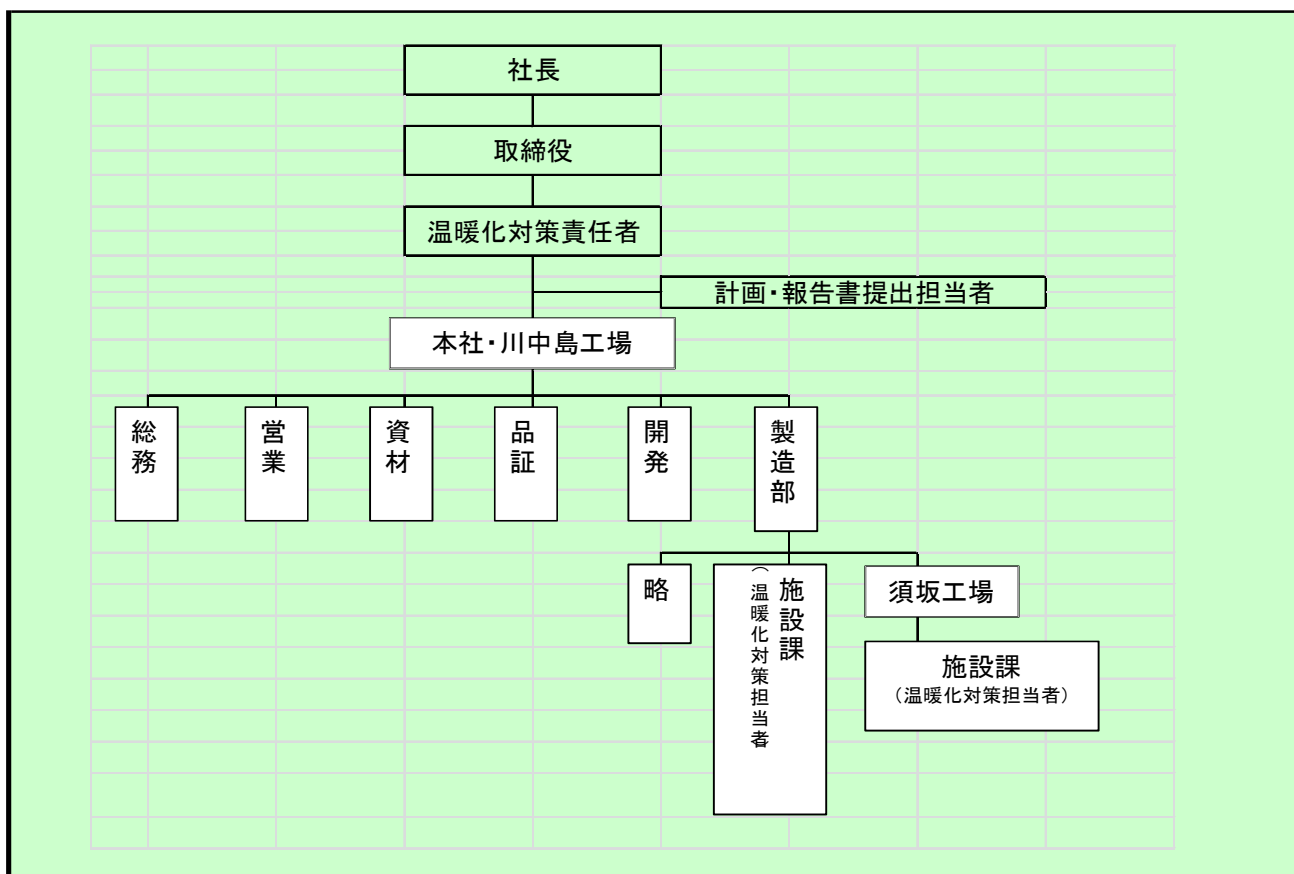 社長
取締役
温暖化対策責任者
計画・報告書提出担当者
本社・川中島工場
総務
営業
資材
品証
開発
製造部
略
施設課
（温暖化対策担当者
須坂工場
施設課
（温暖化対策担当者）